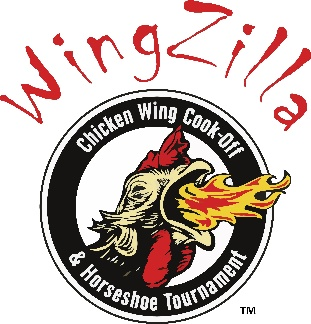 WingZilla
Chicken Wing Cook-Off
& Horseshoe Tournament
TM